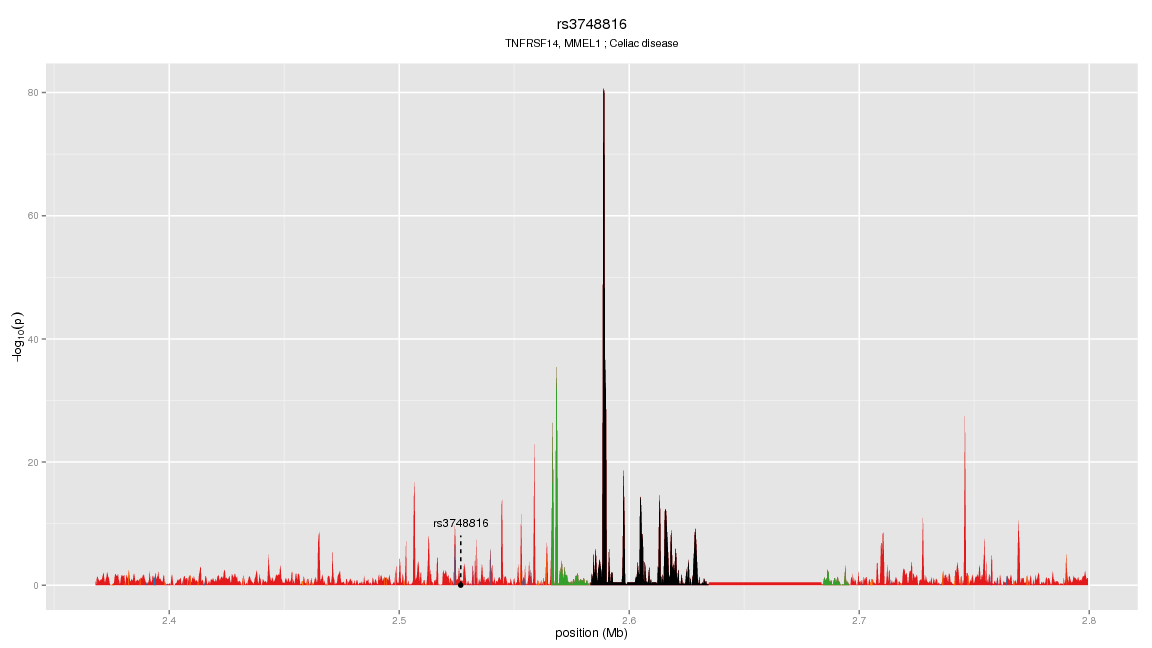 rs3748816
TNFRSF14, MMEL1 ; Celiac disease
80
60
40
20
0
−log10(p)
rs3748816
2.4 2.5 2.6 2.7 2.8
position (Mb)